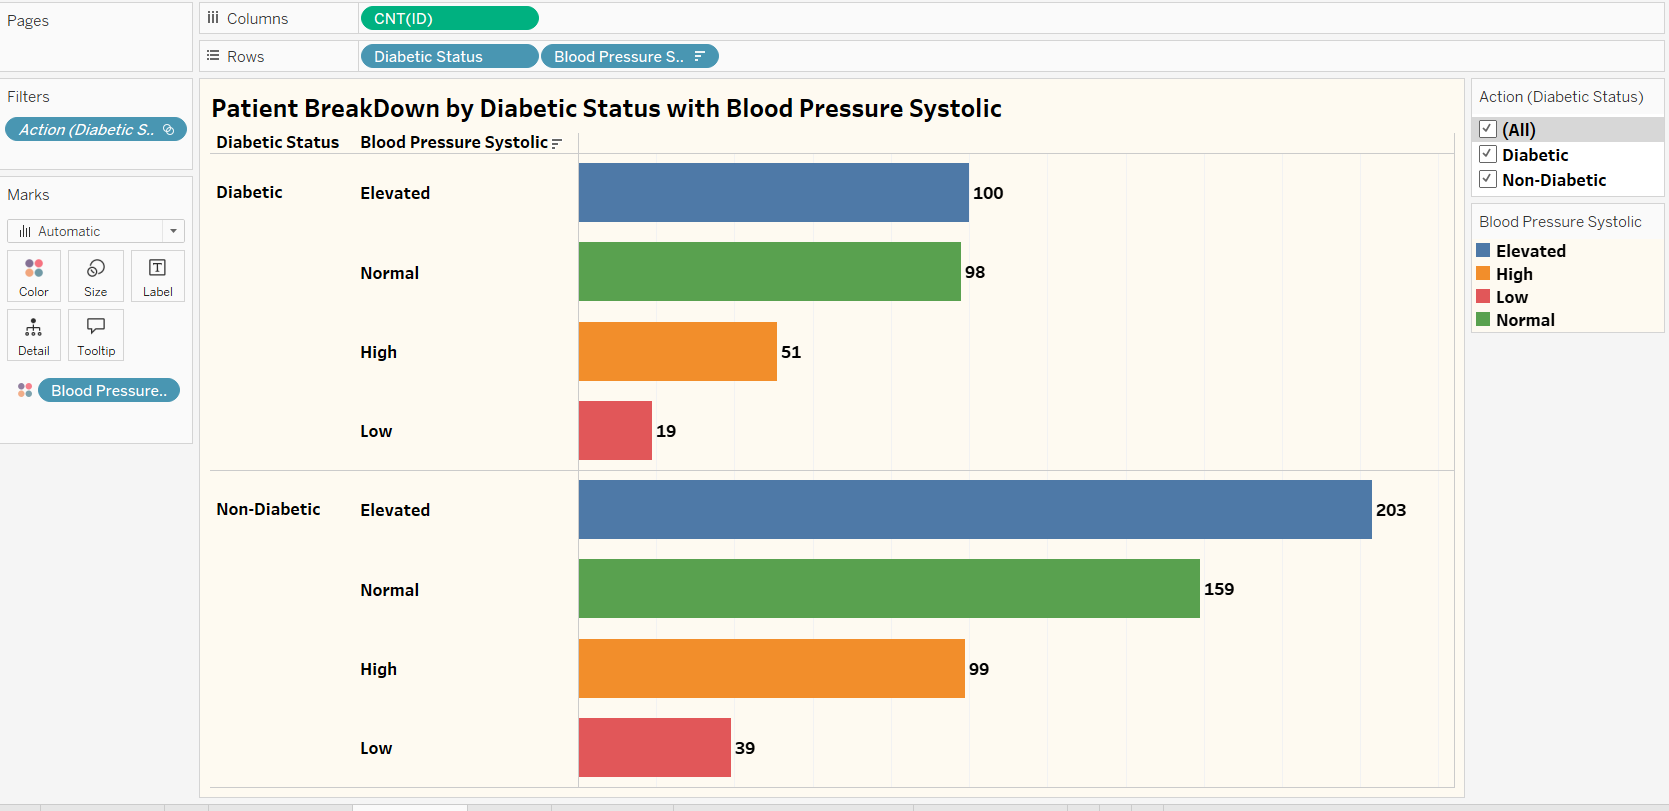 Pages
Columns
CNT(ID)
Rows
Diabetic Status
Blood Pressure S..
Filters
Action (Diabetic S..
Marks
Automatic
Color
Size
Label
Detail
Tooltip
Blood Pressure..
Patient BreakDown by Diabetic Status with Blood Pressure Systolic
Diabetic Status
Blood Pressure Systolic
Diabetic
Elevated
100
Normal
98
High
51
Low
19
Non-Diabetic
Elevated
203
Normal
159
High
99
Low
39
Action (Diabetic Status)
(All)
Diabetic
Non-Diabetic
Blood Pressure Systolic
Elevated
High
Low
Normal